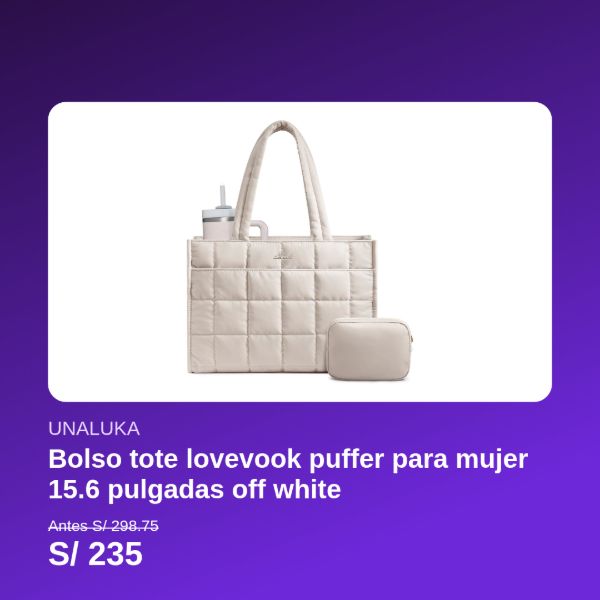 UNALUKA
Bolso tote lovevook puffer para mujer
15.6 pulgadas off white
Antes S/ 298.75
S/ 235